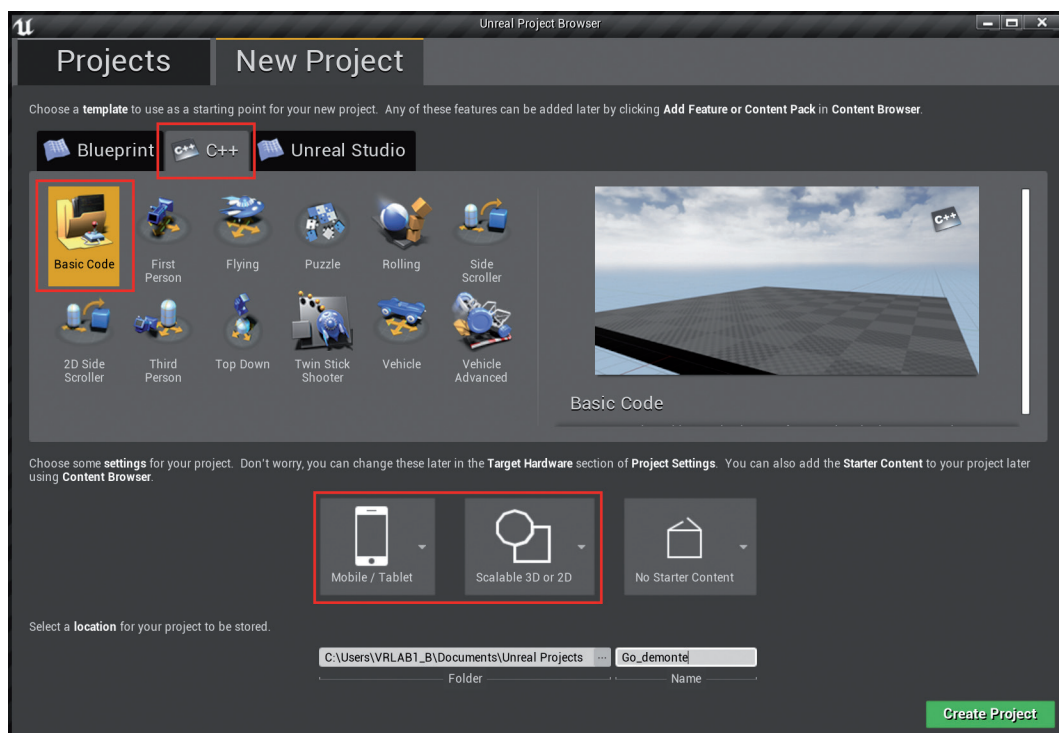 Unreal Project Browser
Projects
New Project
Choose a template to use as a starting point for your new project. Any of these features can be added later by clicking Add Feature or Content Pack in Content Browser.
Blueprint
C++
Unreal Studio
Basic Code
First
Person
Flying
Puzzle
Rolling
Side
Scroller
2D Side
Scroller
Third
Person
Top Down
Twin Stick
Shooter
Vehicle
Vehicle
Advanced
C++
Basic Code
Choose some settings for your project. Don't worry, you can change these later in the Target Hardware section of Project Settings. You can also add the Starter Content to your project later
using Content Browser.
Mobile / Tablet
Scalable 3D or 2D
No Starter Content
Select a location for your project to be stored.
C:\Users\VRLAB1_B\Documents\Unreal Projects
...
Go_demonte
Folder
Name
Create Project